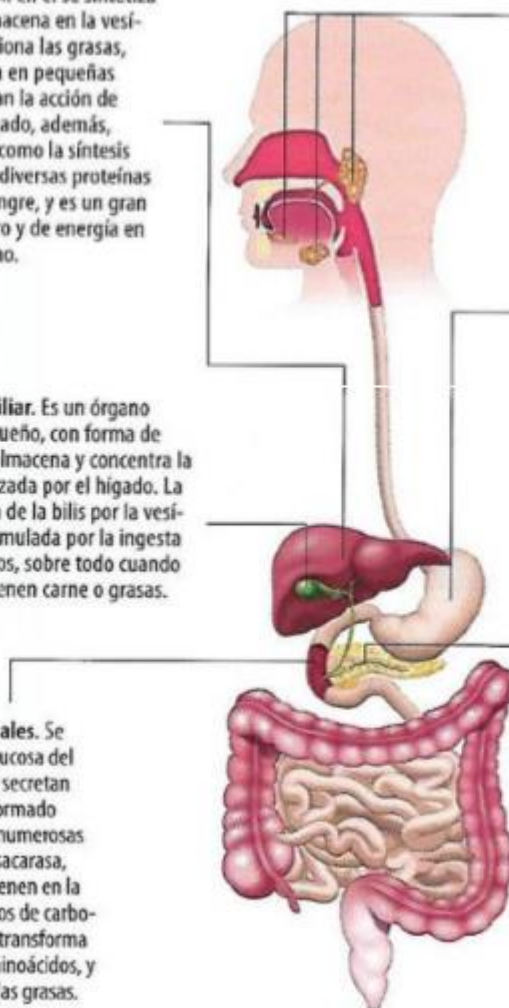 macena en la vesí-
iona las grasas,
en pequeñas
an la acción de
ado, además,
como la síntesis
diversas proteínas
ngre, y es un gran
o y de energía en
no.
iliar. Es un órgano
ueño, con forma de
lmacena y concentra la
zada por el hígado. La
de la bilis por la vesí-
mulada por la ingesta
os, sobre todo cuando
enen carne o grasas.
ales. Se
ucosa del
secretan
ormado
numerosas
sacarasa,
enen en la
os de carbo-
transforma
inoácidos, y
las grasas.